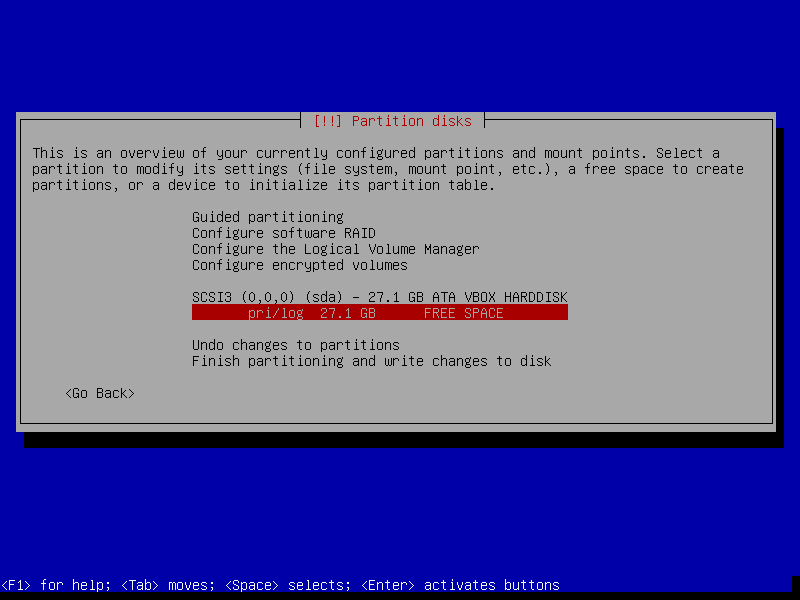 [!!] Partition disks
This is an overview of your currently configured partitions and mount points. Select a
partition to modify its settings (file system, mount point, etc.), a free space to create
partitions, or a device to initialize its partition table.
Guided partitioning
Configure software RAID
Configure the Logical Volume Manager
Configure encrypted volumes
SCSI3 (0,0,0) (sda) - 27.1 GB ATA VBOX HARDDISK
pri/log 27.1 GB FREE SPACE
Undo changes to partitions
Finish partitioning and write changes to disk
<Go Back>
<F1> for help; <Tab> moves; <Space> selects; <Enter> activates buttons